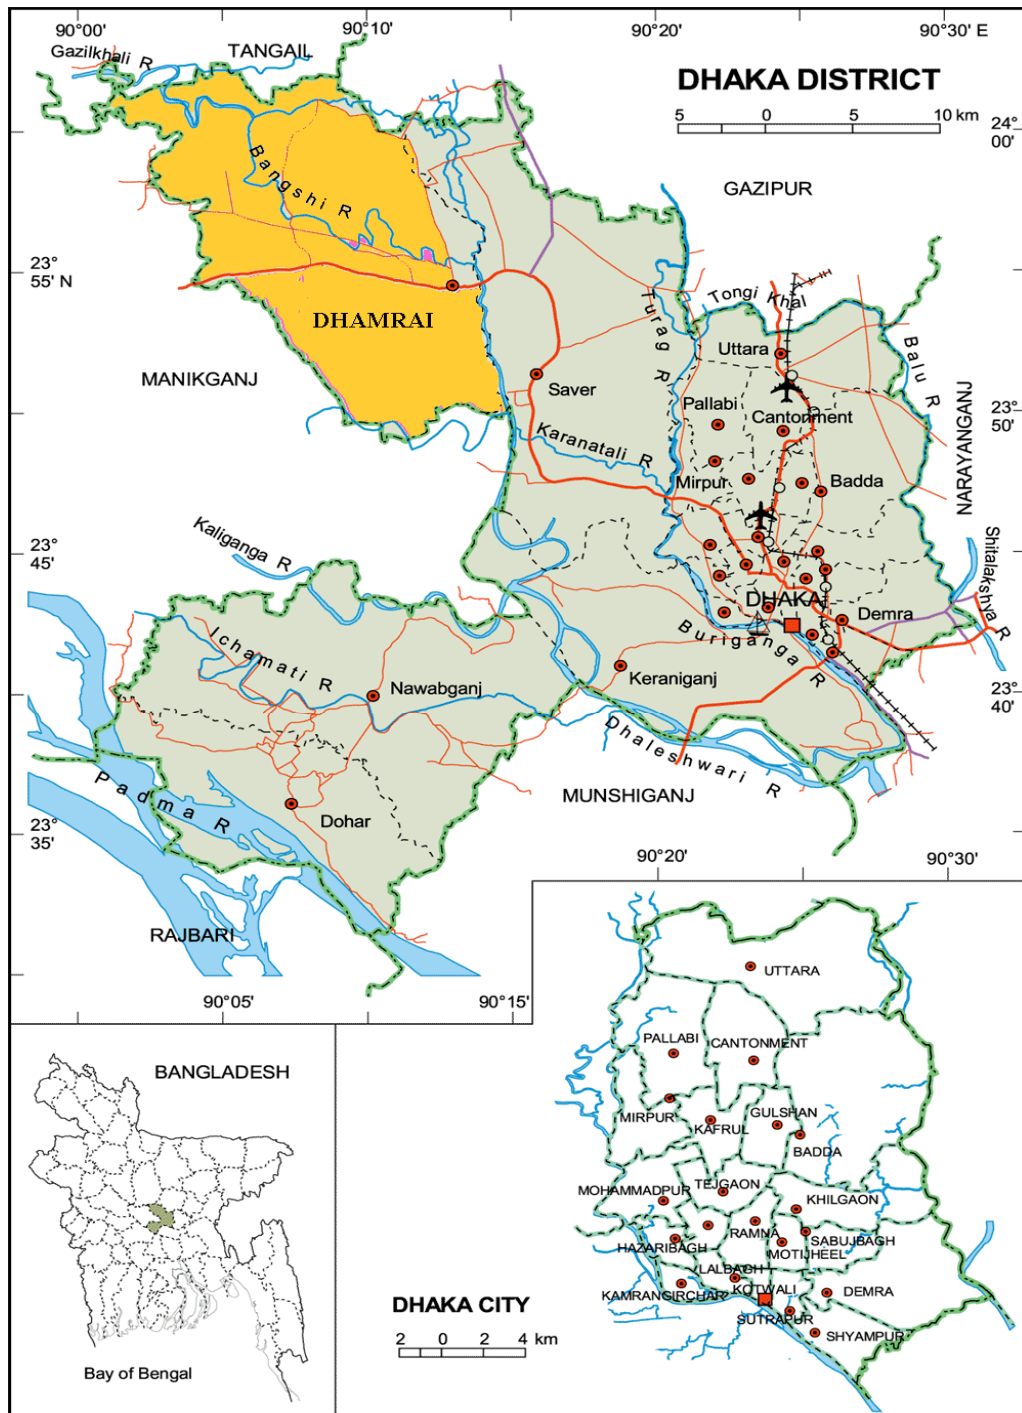 90°00'
90°10'
90°20'
90°30' E
Gazilkhali R
TANGAIL
DHAKA DISTRICT
5 0 5 10 km
24°
00'
GAZIPUR
Bangshi R
23°
55' N
DHAMRAI
Turag R
Tongi Khal
Uttara
Balu R
MANIKGANJ
Saver
Pallabi
Cantonment
23°
50'
NARAYANGANJ
Karanatali R
Mirpur
Badda
Kaliganga R
23°
45'
Shitalakshya R
DHAKA
Demra
Ichamati R
Buriganga R
Nawabganj
Keraniganj
23°
40'
Dhaleshwari R
Padma R
MUNSHIGANJ
Dohar
23°
35'
90°20'
90°30'
RAJBARI
90°05'
90°15'
UTTARA
PALLABI
CANTONMENT
BANGLADESH
MIRPUR
GULSHAN
KAFRUL
BADDA
TEJGAON
MOHAMMADPUR
KHILGAON
RAMNA
SABUJBAGH
HAZARIBAGH
MOTIJHEEL
LALBAGH
KAMRANGIRCHAR
KOTWALI
DEMRA
DHAKA CITY
SUTRAPUR
SHYAMPUR
2 0 2 4 km
Bay of Bengal